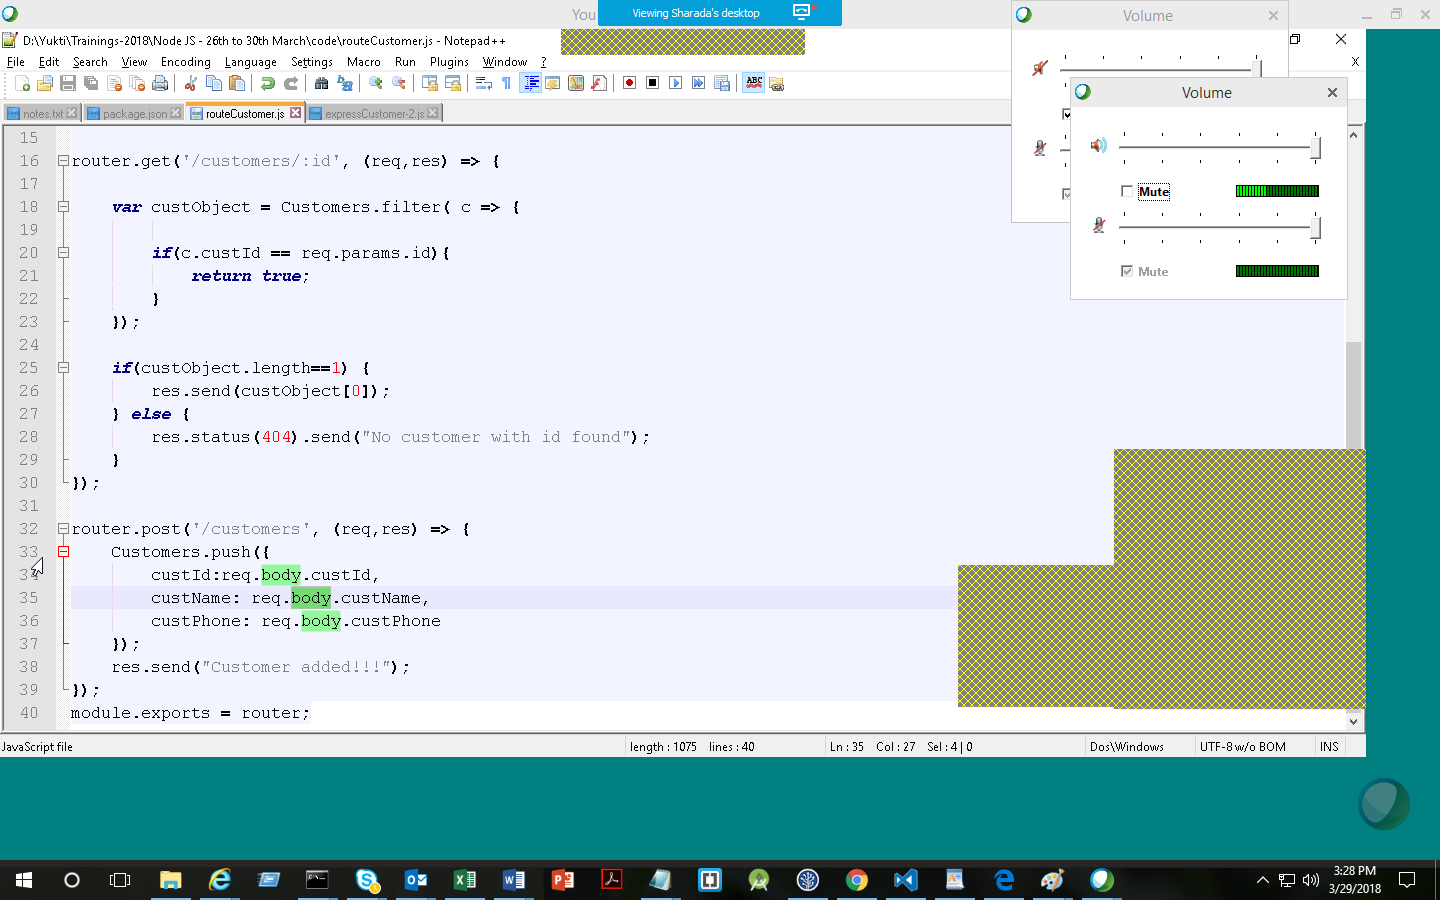 You
Viewing Sharada's desktop
Volume
D:\Yukti\Trainings-2018\Node JS - 26th to 30th March\code\routeCustomer.js - Notepad++
File Edit Search View Encoding Language Settings Macro Run Plugins Window ?
X
Volume
ABC
notes.txt package.json routeCustomer.js expressCustomer-2.js
Mute
Mute
15
16 router.get('/customers/:id', (req,res) => {
17
18 var custObject = Customers.filter( c => {
19
20 if(c.custId == req.params.id){
21 return true;
22 }
23 });
24
25 if(custObject.length==1) {
26 res.send(custObject[0]);
27 } else {
28 res.status(404).send("No customer with id found");
29 }
30 });
31
32 router.post('/customers', (req,res) => {
33 Customers.push({
34 custId:req.body.custId,
35 custName: req.body.custName,
36 custPhone: req.body.custPhone
37 });
38 res.send("Customer added!!!");
39 });
40 module.exports = router;
JavaScript file length : 1075 lines : 40 Ln : 35 Col : 27 Sel : 4 | 0 Dos\Windows UTF-8 w/o BOM INS
3:28 PM
3/29/2018